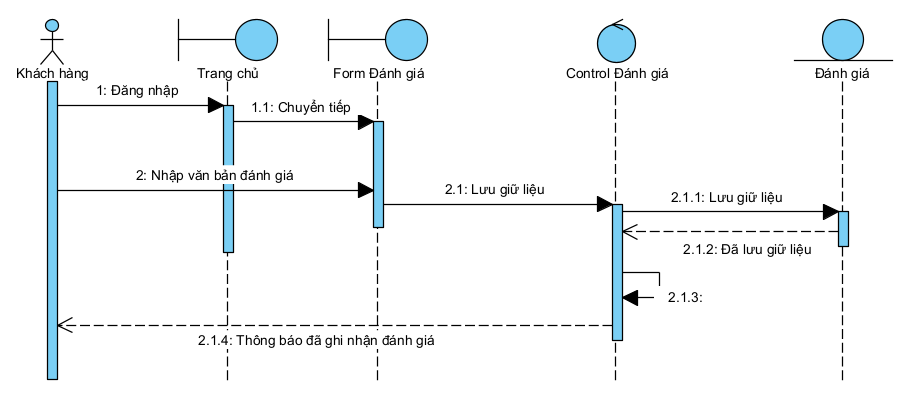 Khách hàng
Trang chủ
Form Đánh giá
Control Đánh giá
Đánh giá
1: Đăng nhập
1.1: Chuyển tiếp
2: Nhập văn bản đánh giá
2.1: Lưu giữ liệu
2.1.1: Lưu giữ liệu
2.1.2: Đã lưu giữ liệu
2.1.3:
2.1.4: Thông báo đã ghi nhận đánh giá